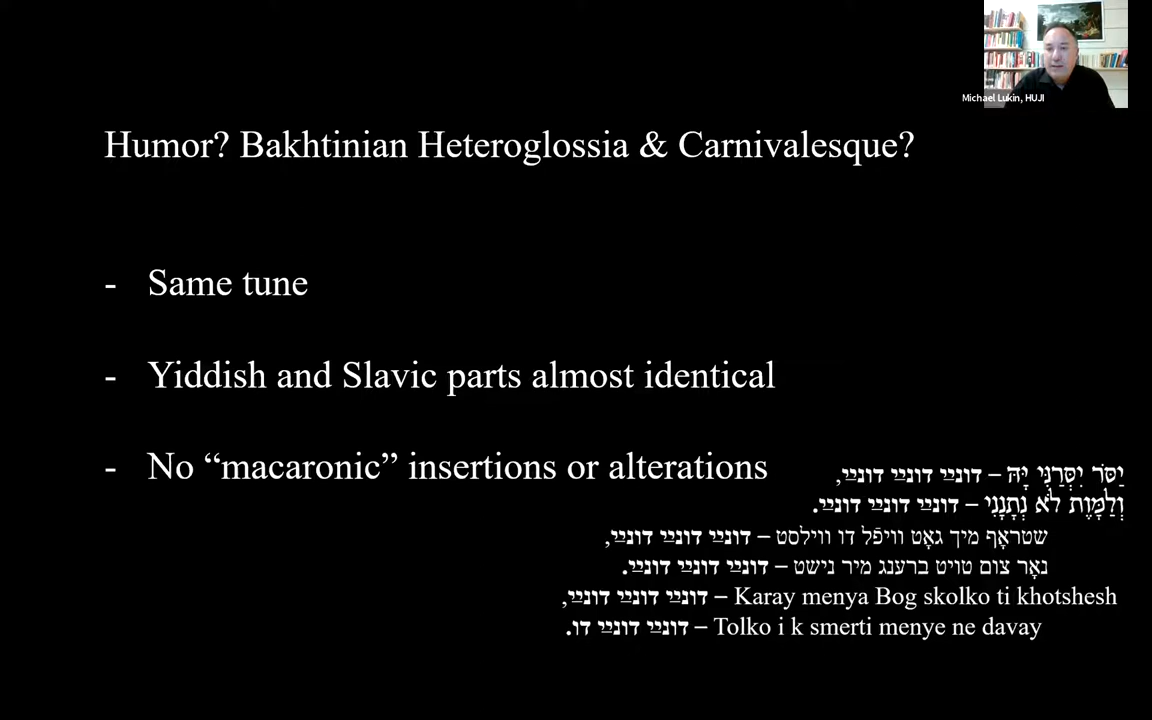 Michael Lukin, HUJI
Humor? Bakhtinian Heteroglossia & Carnivalesque?
- Same tune
- Yiddish and Slavic parts almost identical
- No “macaronic” insertions or alterations
יַסֹּר יִסְּרַנִּי יָּהּ – דונײַ דונײַ דונײַ,
וְלַמָּוֶת לֹא נְתָנָנִי – דונײַ דונײַ דונײַ.
שטראָף מיך גאָט וויפֿל דו ווילסט – דונײַ דונײַ דונײַ,
נאָר צום טויט ברענג מיר נישט – דונײַ דונײַ דונײַ.
Karay menya Bog skolko ti khotshesh – דונײַ דונײַ דונײַ,
Tolko i k smerti menye ne davay – דונײַ דונײַ דו.